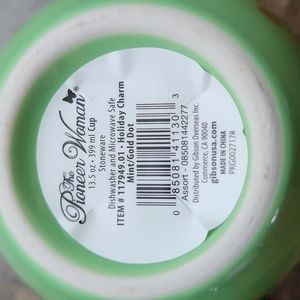 The
Pioneer Woman®
13.5 oz • 399 ml Cup
Stoneware
Dishwasher and Microwave Safe
ITEM # 117949.01 - Holiday Charm
Mint/Gold Dot
0 85081 41130 3
Assort - 085081442277
Distributed by Gibson Overseas Inc.
Commerce, CA 90040
gibsonusa.com
MADE IN CHINA
PKG0027178